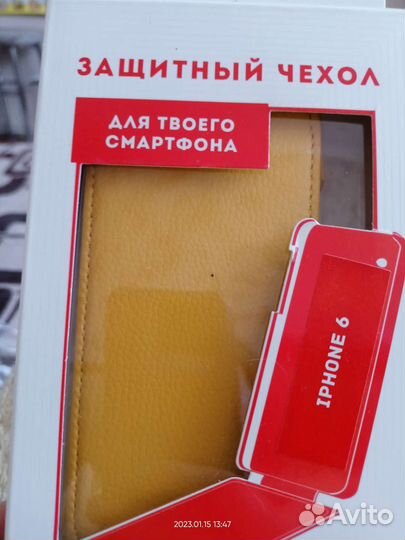 ЗАЩИТНЫЙ ЧЕХОЛ
ДЛЯ ТВОЕГО
СМАРТФОНА
IPHONE 6
2023.01.15 13:47
Avito